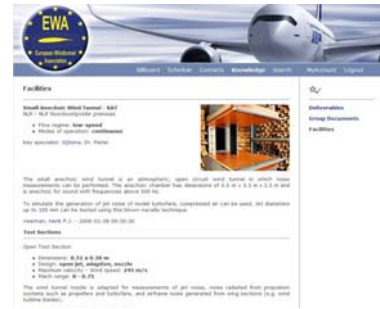 EWA
European Windtunnel
Association
Billboard Schedule Contacts Knowledge Search MyAccount Logout
Facilities
Small Anechoic Wind Tunnel - KAT
NLR - NLR Noordoostpolder premises
Flow regime: low-speed
Modes of operation: continuous
Key specialist: Dr. Pieter
The small anechoic wind tunnel is an atmospheric, open circuit wind tunnel in which noise
measurements can be performed. The anechoic chamber has dimensions of 5.5 m x 5.0 m x 2.5 m and
is anechoic for sound with frequencies above 500 Hz.
To emulate the generation of jet noise of model turbofans, compressed air can be used. Jet diameters
up to 100 mm can be tested using this blown-nacelle technique.
Test Sections
Open Test Section
Dimensions: 0.51 x 0.38 m
Design: open jet, adaptive, nozzle
Maximum velocity - Wind speed: 245 m/s
Mach range: 0 - 0.75
The wind tunnel nozzle is adapted for measurements of jet noise, noise radiated from propulsion
systems such as propellers and turbofans, and airframe noise generated from wing sections (e.g. wind
turbine blades).
Deliverables
Group Documents
Facilities